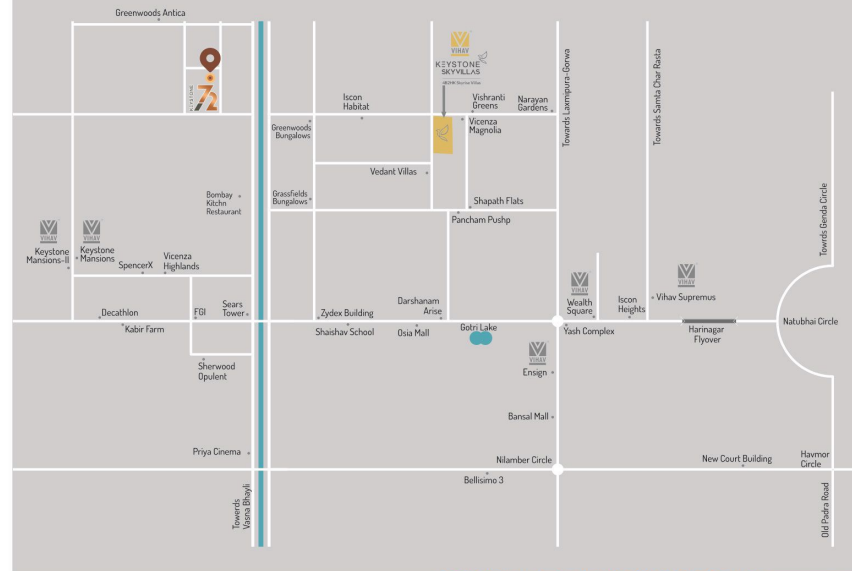 Greenwoods Antica
KEYSTONE
72
VIHAV
KEYSTONE
SKYVILLAS
Iscon
Habitat
Vishranti
Greens
Narayan
Gardens
Greenwoods
Bungalows
Vicenza
Magnolia
Towards Laxmipura-Gorwa
Towards Samta Char Rasta
Vedant Villas
Bombay
Kitchn
Restaurant
Grassfields
Bungalows
Shapath Flats
Pancham Pushp
Towrds Genda Circle
VIHAV
Keystone
Mansions-II
VIHAV
Keystone
Mansions
SpencerX
Vicenza
Highlands
VIHAV
Wealth
Square
Iscon
Heights
VIHAV
Vihav Supremus
Decathlon
FGI
Sears
Tower
Zydex Building
Darshanam
Arise
Kabir Farm
Shaishav School
Osia Mall
Gotri Lake
Yash Complex
Harinagar
Flyover
Natubhai Circle
Sherwood
Opulent
VIHAV
Ensign
Bansal Mall
Priya Cinema
Nilamber Circle
New Court Building
Havmor
Circle
Bellisimo 3
Towerds
Vasna Bhayli
Old Padra Road